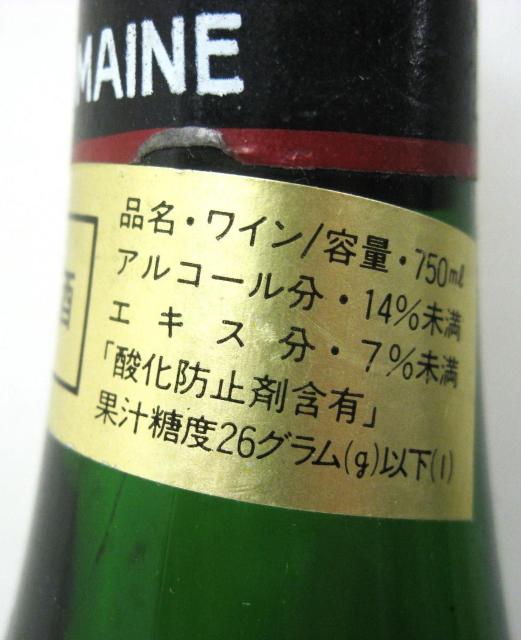 MAINE
品名・ワイン/容量・750ml
アルコール分・14%未満
エキス分・7%未満
「酸化防止剤含有」
果汁糖度26グラム(g)以下(l)
酒